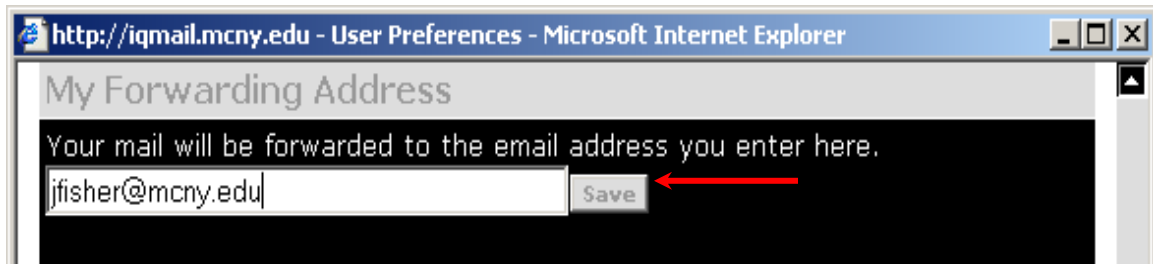 http://iqmail.mcny.edu - User Preferences - Microsoft Internet Explorer
My Forwarding Address
Your mail will be forwarded to the email address you enter here.
jfisher@mcny.edu Save